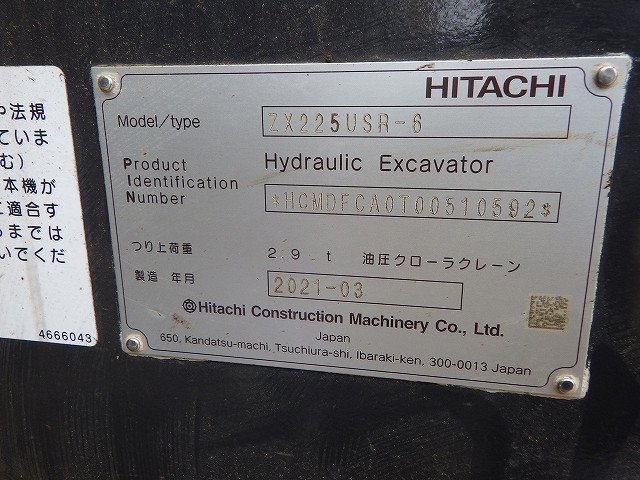 や法規
ていま
む)
本機が
に適合す
るまでは
いでくだ
4666043
HITACHI
Model/type ZX225USR-6
Product Identification Number Hydraulic Excavator
*HCMDFCA0T00510592*
つり上荷重 2.9 t 油圧クローラクレーン
製造 年月 2021-03
Hitachi Construction Machinery Co., Ltd.
Japan
650, Kandatsu-machi, Tsuchiura-shi, Ibaraki-ken, 300-0013 Japan